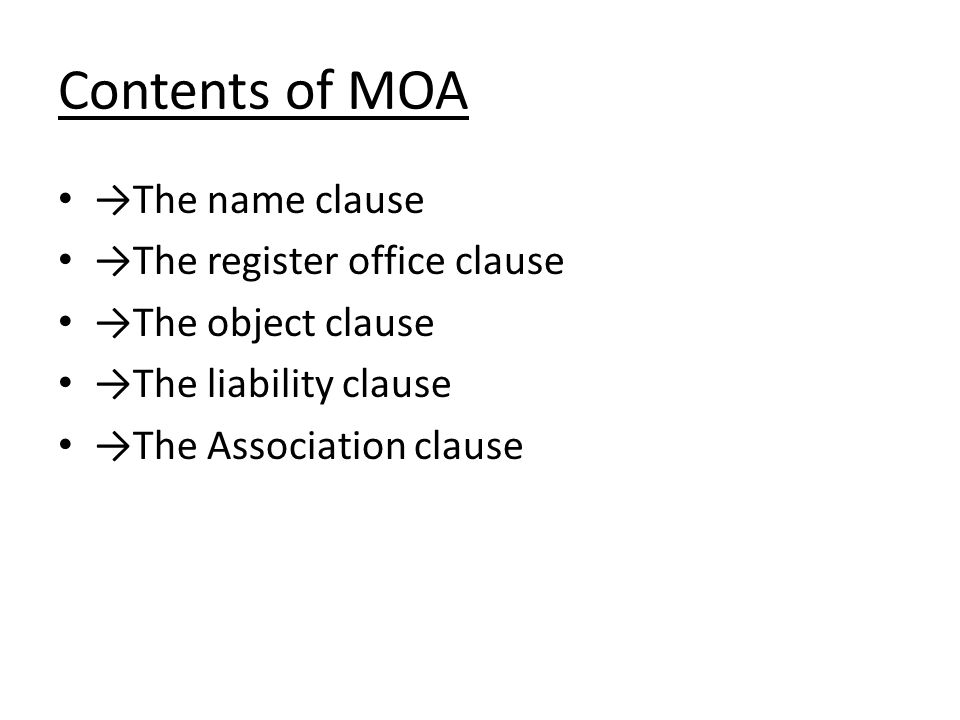 Contents of MOA
• →The name clause
• →The register office clause
• →The object clause
• →The liability clause
• →The Association clause